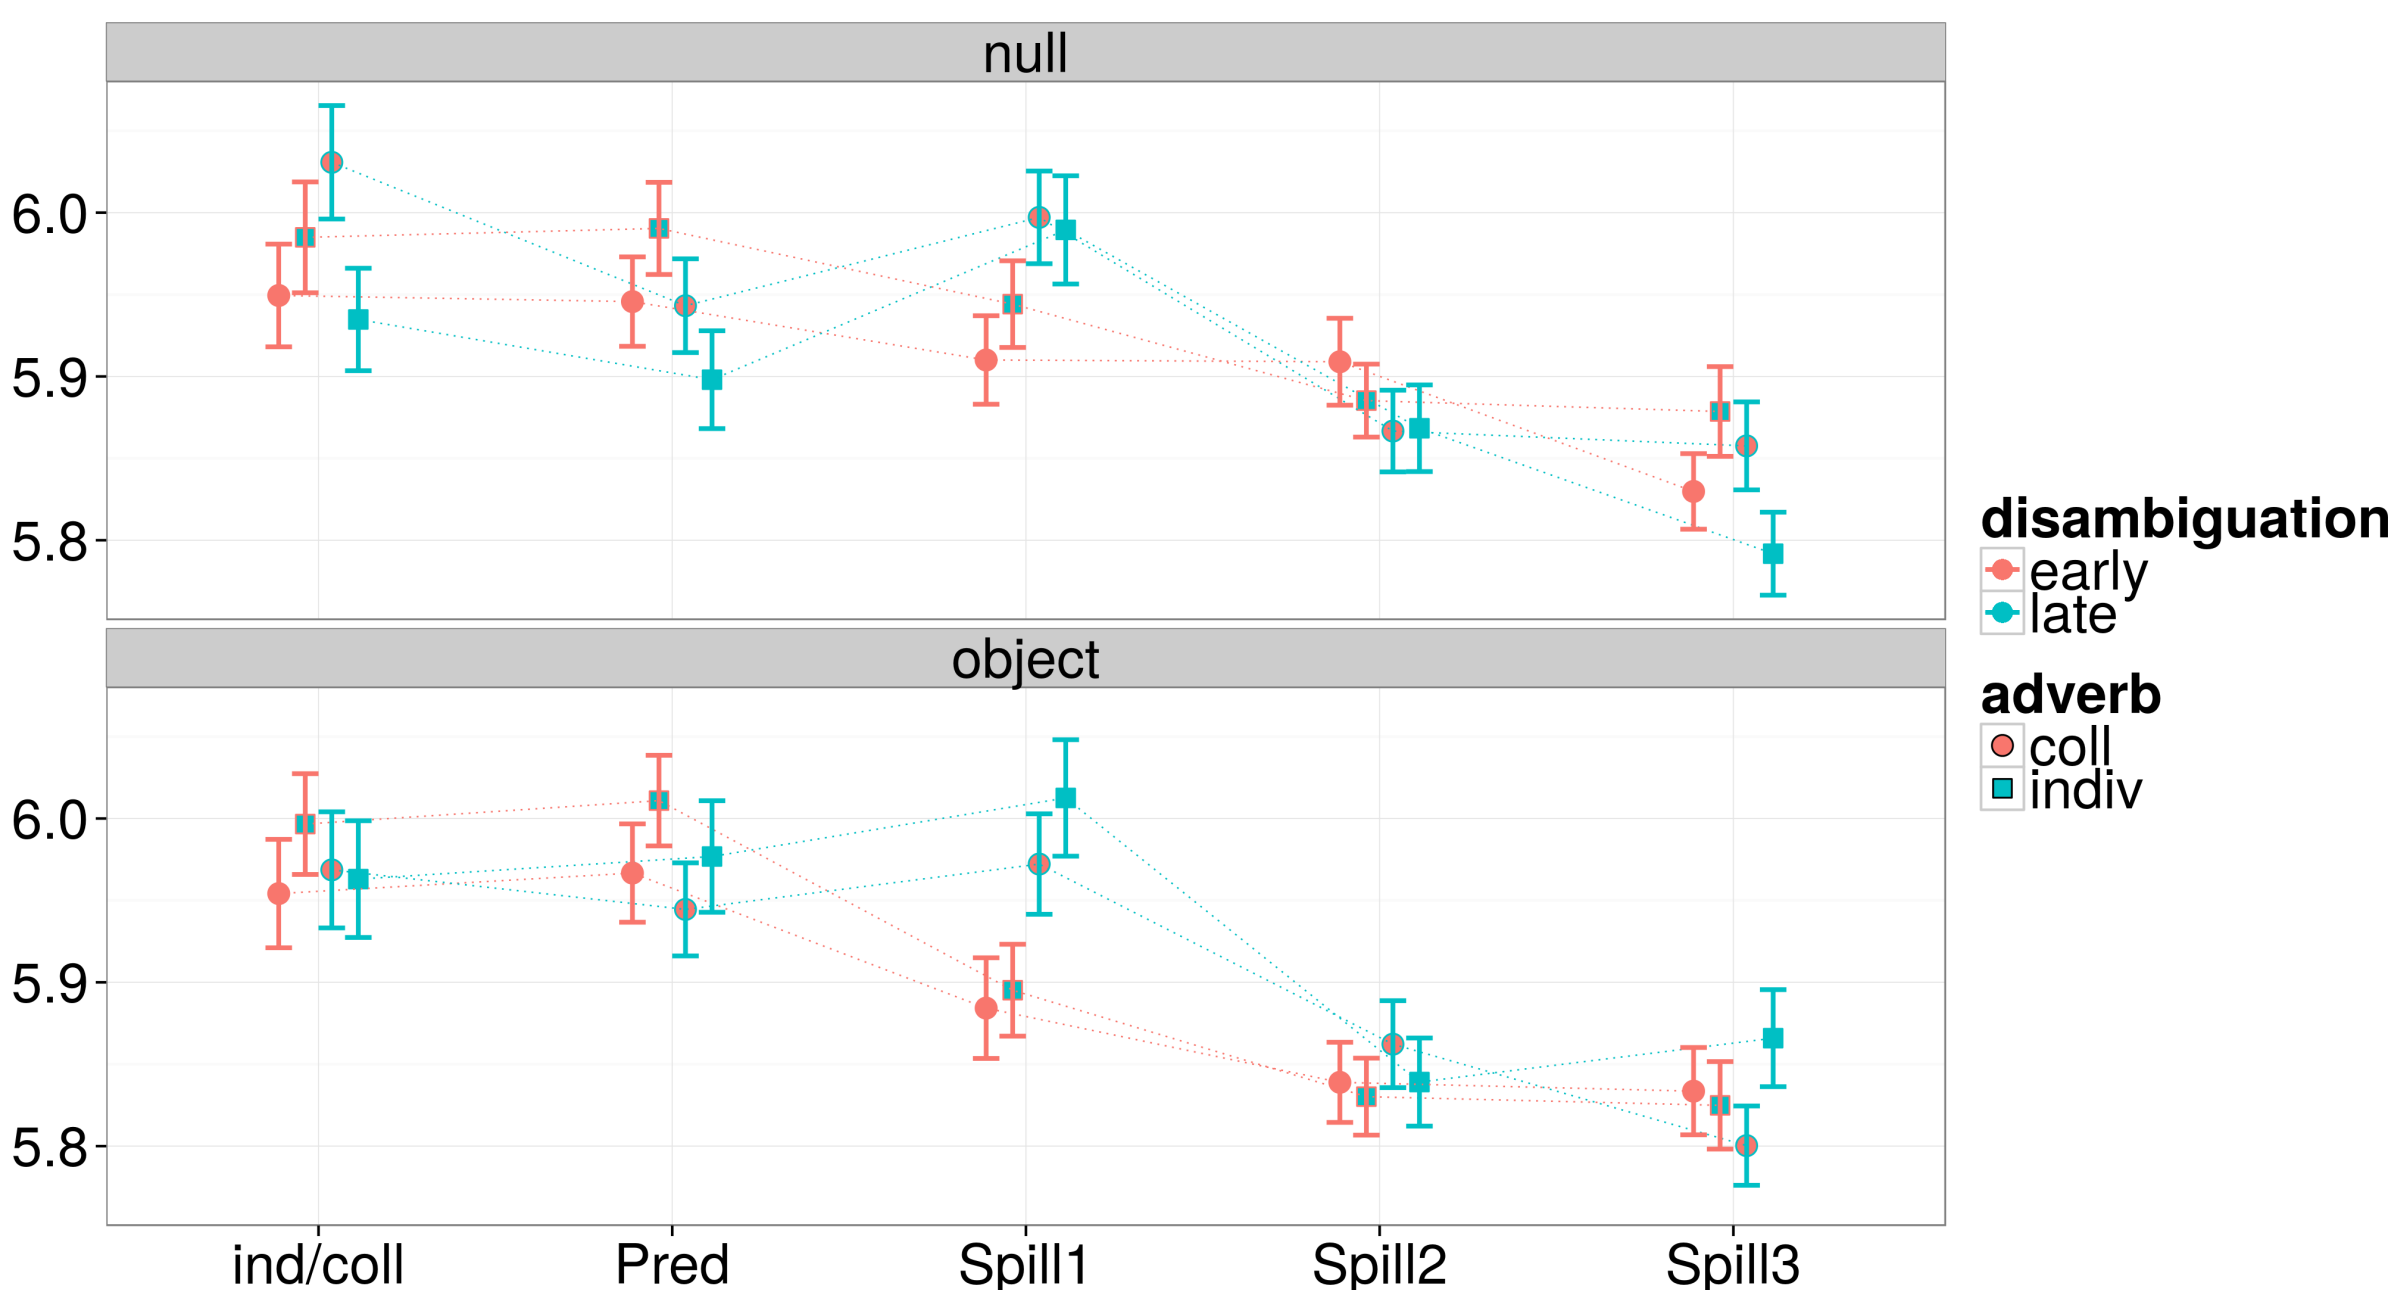 null
6.0
5.9
5.8
object
6.0
5.9
5.8
ind/coll Pred Spill1 Spill2 Spill3
disambiguation
early
late
adverb
coll
indiv